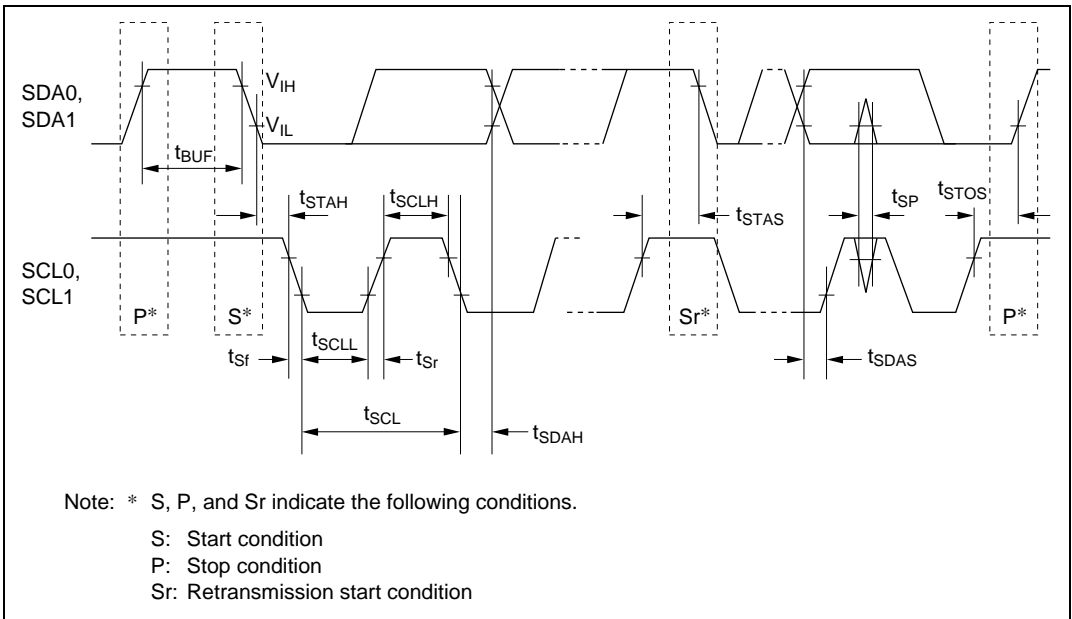 SDA0,
SDA1
VIH
VIL
tBUF
tSTAH
tSCLH
tSTAS
tSP
tSTOS
SCL0,
SCL1
P*
S*
Sr*
P*
tSf
tSCLL
tSr
tSDAS
tSCL
tSDAH
Note: * S, P, and Sr indicate the following conditions.
S: Start condition
P: Stop condition
Sr: Retransmission start condition